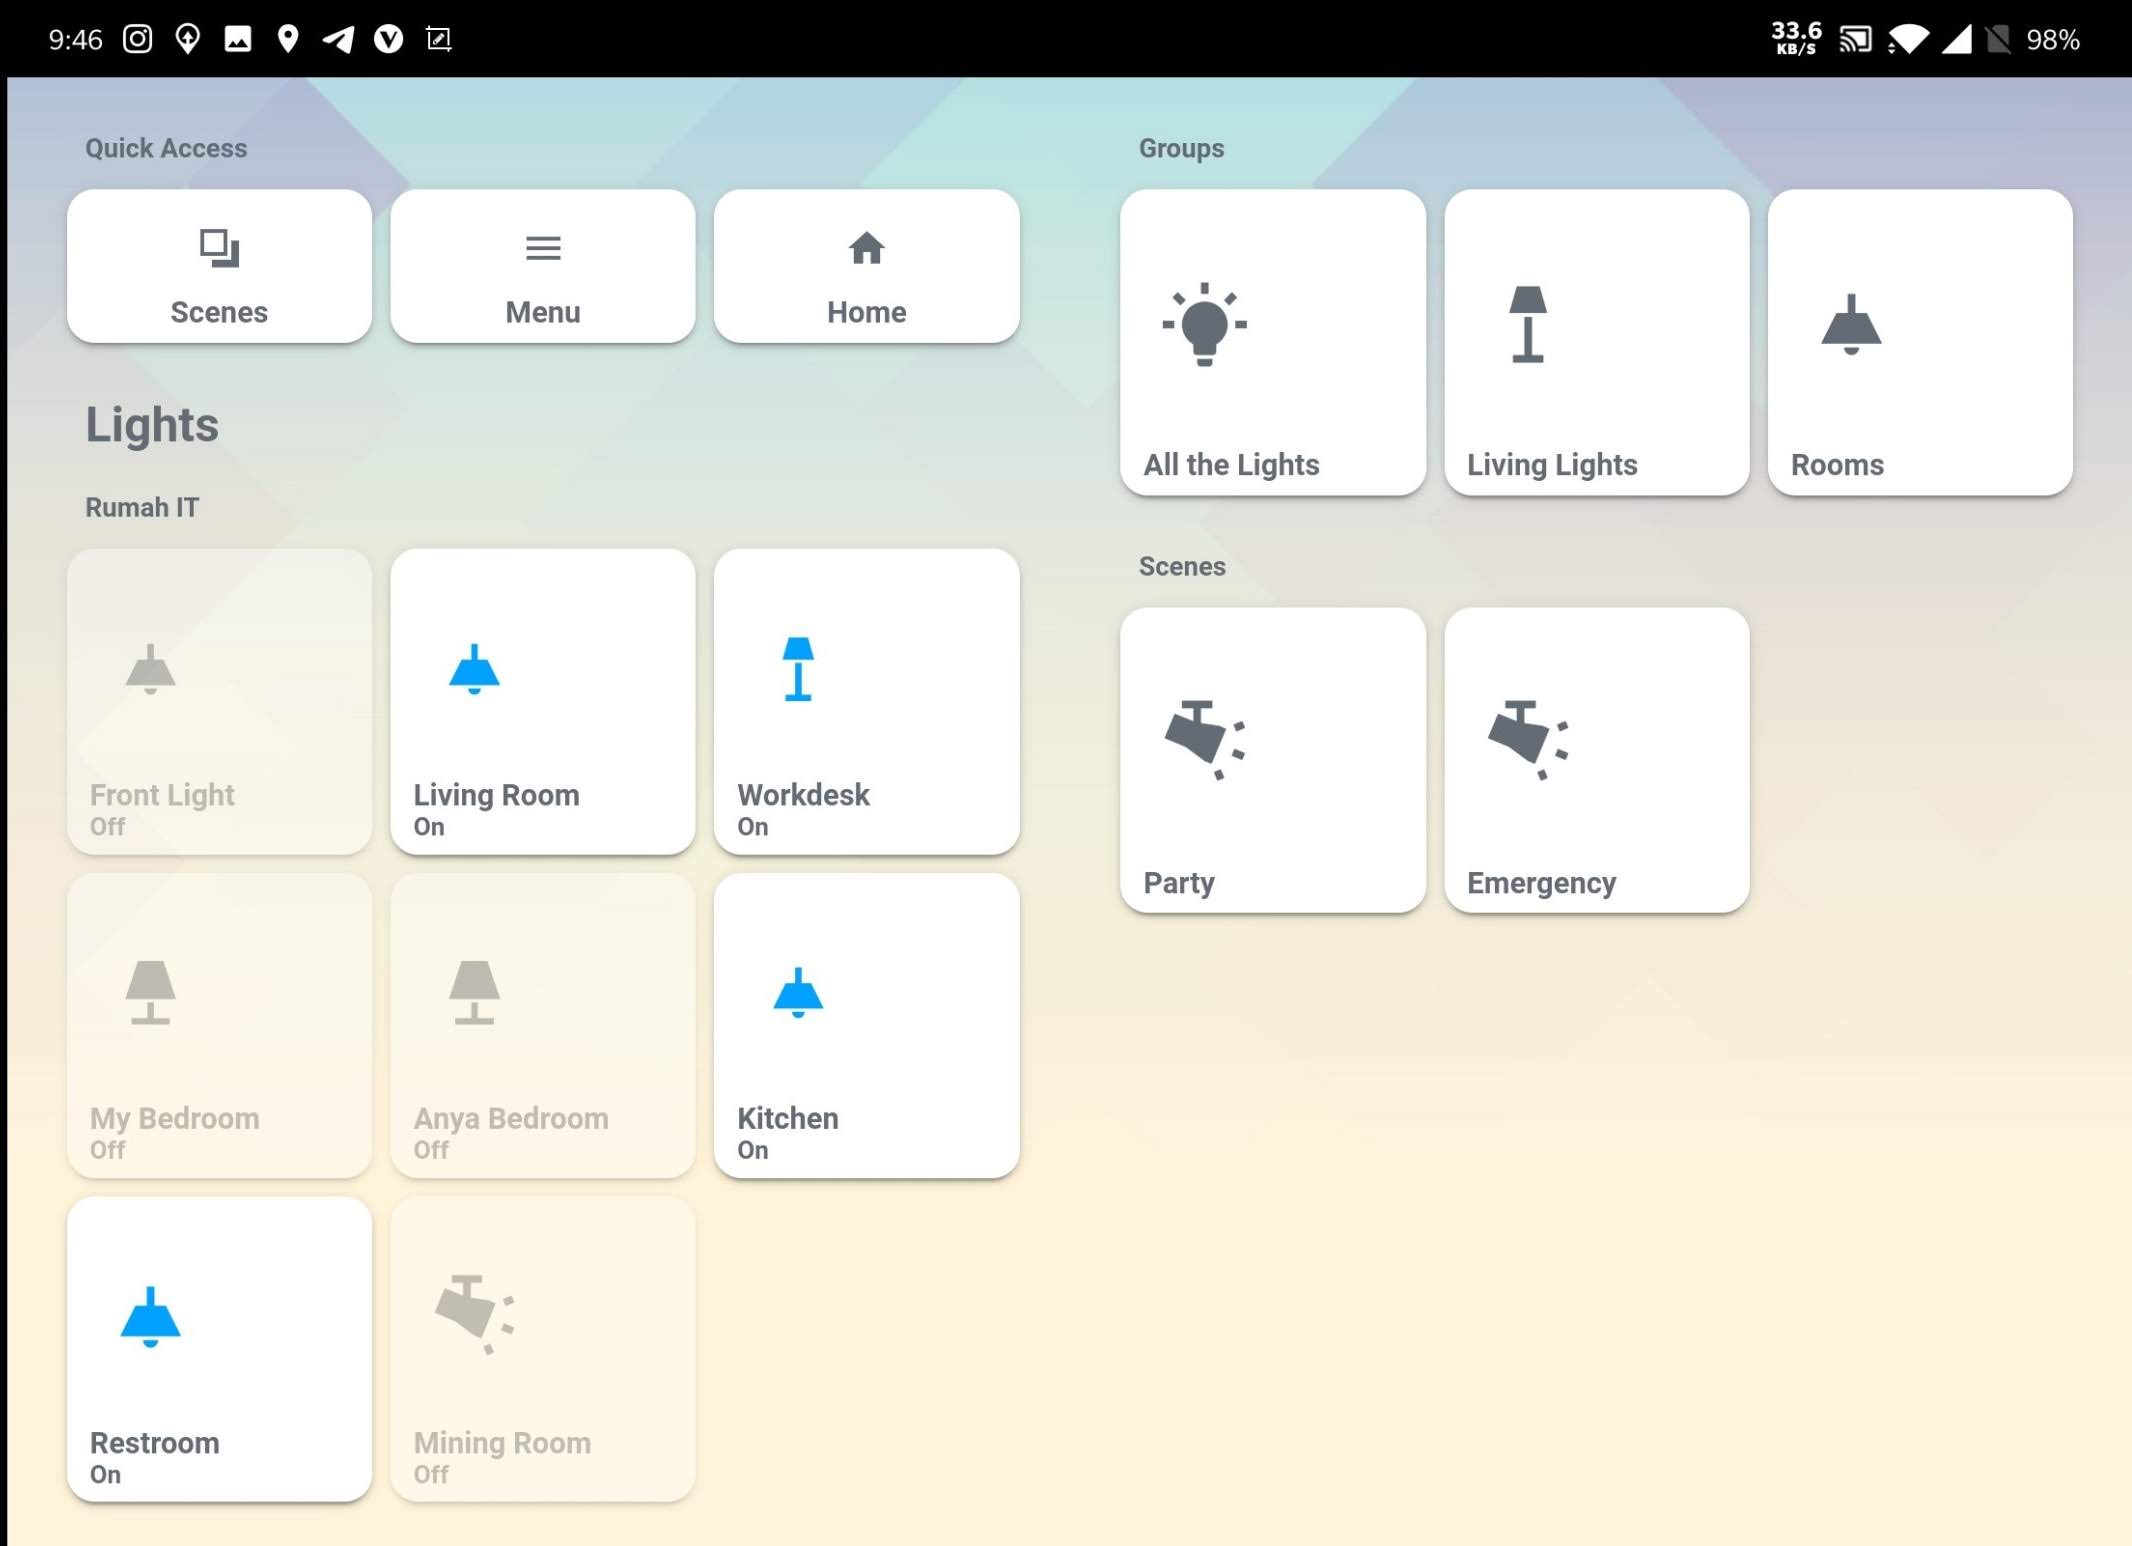 9:46
33.6
KB/S
98%
Quick Access
Scenes
Menu
Home
Lights
Rumah IT
Front Light
Off
Living Room
On
Workdesk
On
My Bedroom
Off
Anya Bedroom
Off
Kitchen
On
Restroom
On
Mining Room
Off
Groups
All the Lights
Living Lights
Rooms
Scenes
Party
Emergency